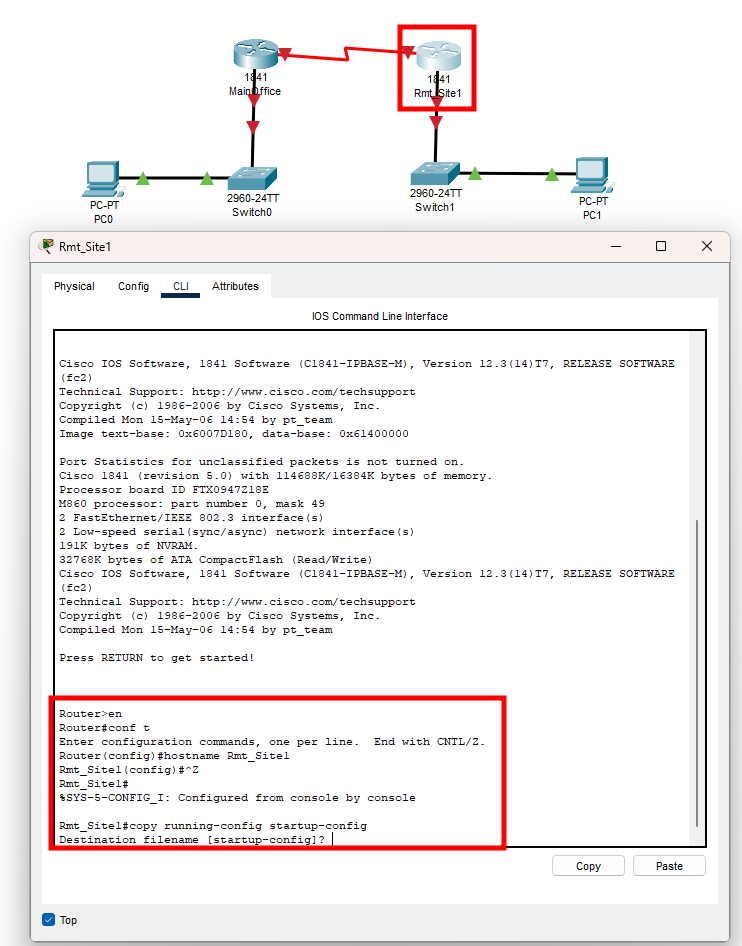 1841
MainOffice
1841
Rmt_Site1
PC-PT
PC0
2960-24TT
Switch0
2960-24TT
Switch1
PC-PT
PC1
Rmt_Site1
Physical Config CLI Attributes
IOS Command Line Interface
Cisco IOS Software, 1841 Software (C1841-IPBASE-M), Version 12.3(14)T7, RELEASE SOFTWARE
(fc2)
Technical Support: http://www.cisco.com/techsupport
Copyright (c) 1986-2006 by Cisco Systems, Inc.
Compiled Mon 15-May-06 14:54 by pt_team
Image text-base: 0x6007D180, data-base: 0x61400000
Port Statistics for unclassified packets is not turned on.
Cisco 1841 (revision 5.0) with 114688K/16384K bytes of memory.
Processor board ID FTX0947Z18E
M860 processor: part number 0, mask 49
2 FastEthernet/IEEE 802.3 interface(s)
2 Low-speed serial(sync/async) network interface(s)
191K bytes of NVRAM.
32768K bytes of ATA CompactFlash (Read/Write)
Cisco IOS Software, 1841 Software (C1841-IPBASE-M), Version 12.3(14)T7, RELEASE SOFTWARE
(fc2)
Technical Support: http://www.cisco.com/techsupport
Copyright (c) 1986-2006 by Cisco Systems, Inc.
Compiled Mon 15-May-06 14:54 by pt_team
Press RETURN to get started!
Router>en
Router#conf t
Enter configuration commands, one per line.  End with CNTL/Z.
Router(config)#hostname Rmt_Site1
Rmt_Site1(config)#^Z
Rmt_Site1#
%SYS-5-CONFIG_I: Configured from console by console
Rmt_Site1#copy running-config startup-config
Destination filename [startup-config]?
Copy Paste
Top